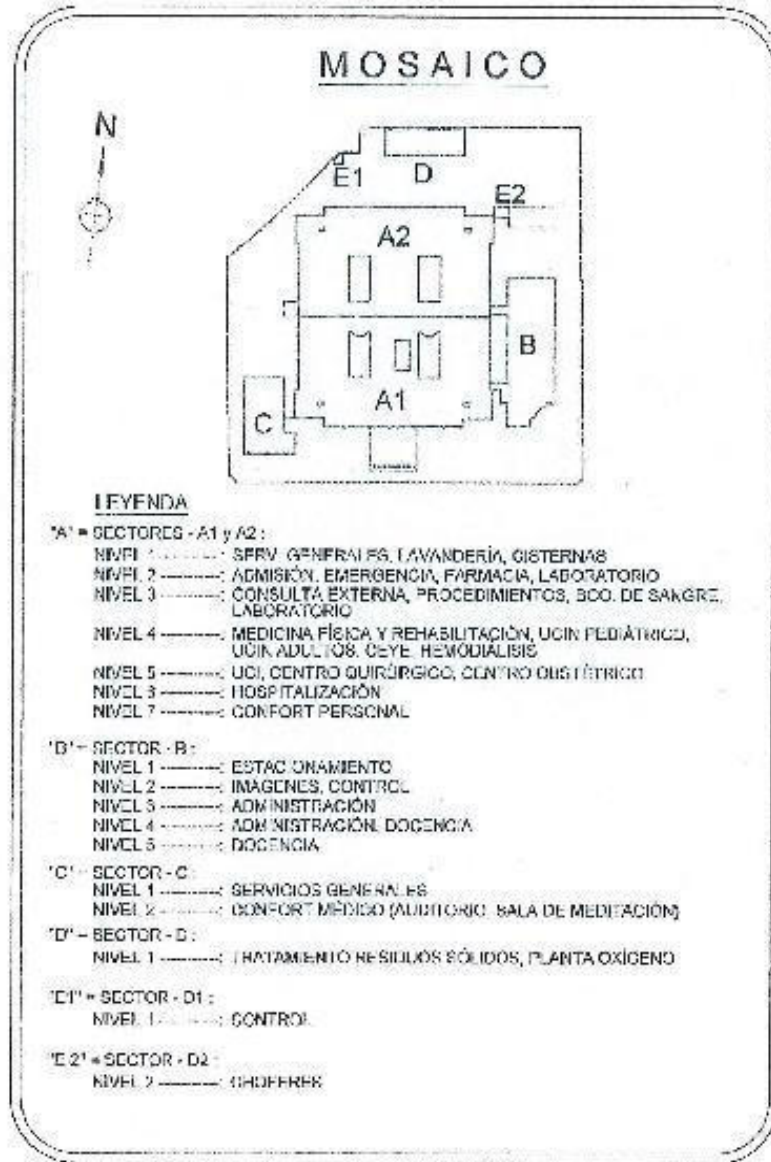 MOSAICO
N
E1
D
E2
A2
B
A1
C
LEYENDA
"A" = SECTORES - A1 y A2 :
NIVEL 1 ---------: SERV. GENERALES, LAVANDERÍA, CISTERNAS
NIVEL 2 ---------: ADMISIÓN, EMERGENCIA, FARMACIA, LABORATORIO
NIVEL 3 ---------: CONSULTA EXTERNA, PROCEDIMIENTOS, BCO. DE SANGRE,
LABORATORIO
NIVEL 4 ---------: MEDICINA FÍSICA Y REHABILITACIÓN, UCIN PEDIÁTRICO,
UCIN ADULTOS, CEYE, HEMODIALISIS
NIVEL 5 ---------: UCI, CENTRO QUIRÚRGICO, CENTRO OBSTÉTRICO
NIVEL 6 ---------: HOSPITALIZACIÓN
NIVEL 7 ---------: CONFORT PERSONAL
"B" = SECTOR - B :
NIVEL 1 ---------: ESTACIONAMIENTO
NIVEL 2 ---------: IMAGENES, CONTROL
NIVEL 3 ---------: ADMINISTRACIÓN
NIVEL 4 ---------: ADMINISTRACIÓN, DOCENCIA
NIVEL 5 ---------: DOCENCIA
"C" = SECTOR - C :
NIVEL 1 ---------: SERVICIOS GENERALES
NIVEL 2 ---------: CONFORT MÉDICO (AUDITORIO, SALA DE MEDITACIÓN)
"D" = SECTOR - D :
NIVEL 1 ---------: TRATAMIENTO RESIDUOS SÓLIDOS, PLANTA OXÍGENO
"E1" = SECTOR - D1 :
NIVEL 1 ---------: CONTROL
"E2" = SECTOR - D2 :
NIVEL 2 ---------: CHOFERES